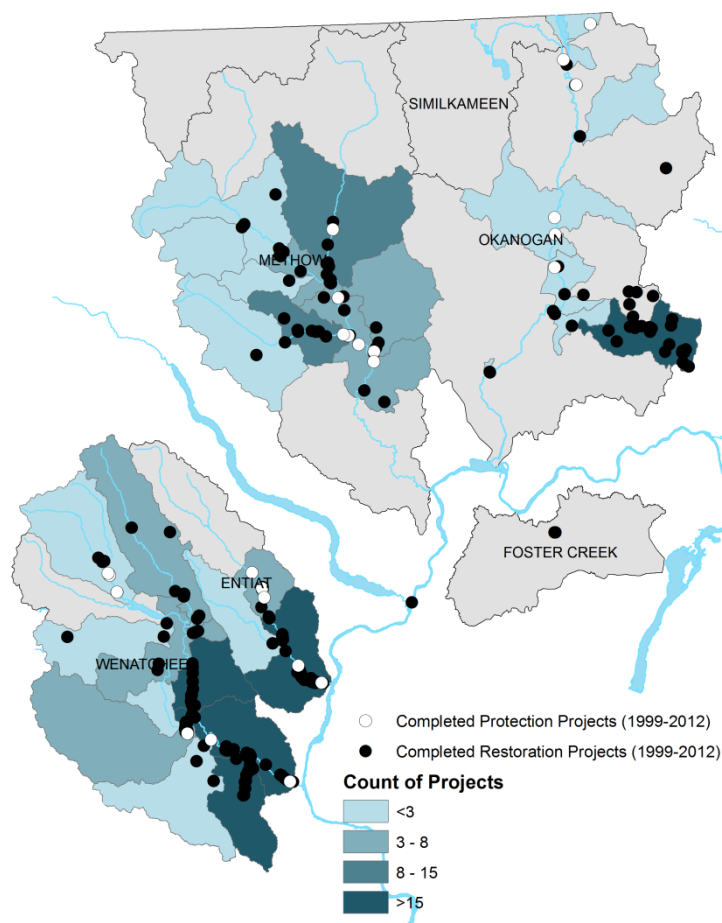 SIMILKAMEEN
OKANOGAN
METHOW
FOSTER CREEK
ENTIAT
WENATCHEE
Completed Protection Projects (1999-2012)
Completed Restoration Projects (1999-2012)
Count of Projects
<3
3 - 8
8 - 15
>15